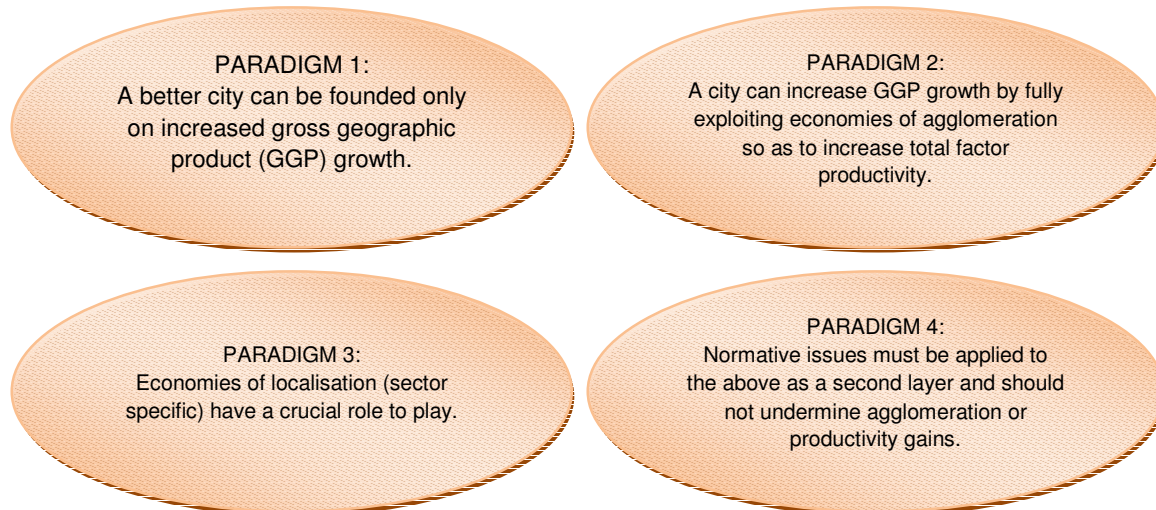 PARADIGM 1:
A better city can be founded only
on increased gross geographic
product (GGP) growth.
PARADIGM 2:
A city can increase GGP growth by fully
exploiting economies of agglomeration
so as to increase total factor
productivity.
PARADIGM 3:
Economies of localisation (sector
specific) have a crucial role to play.
PARADIGM 4:
Normative issues must be applied to
the above as a second layer and should
not undermine agglomeration or
productivity gains.